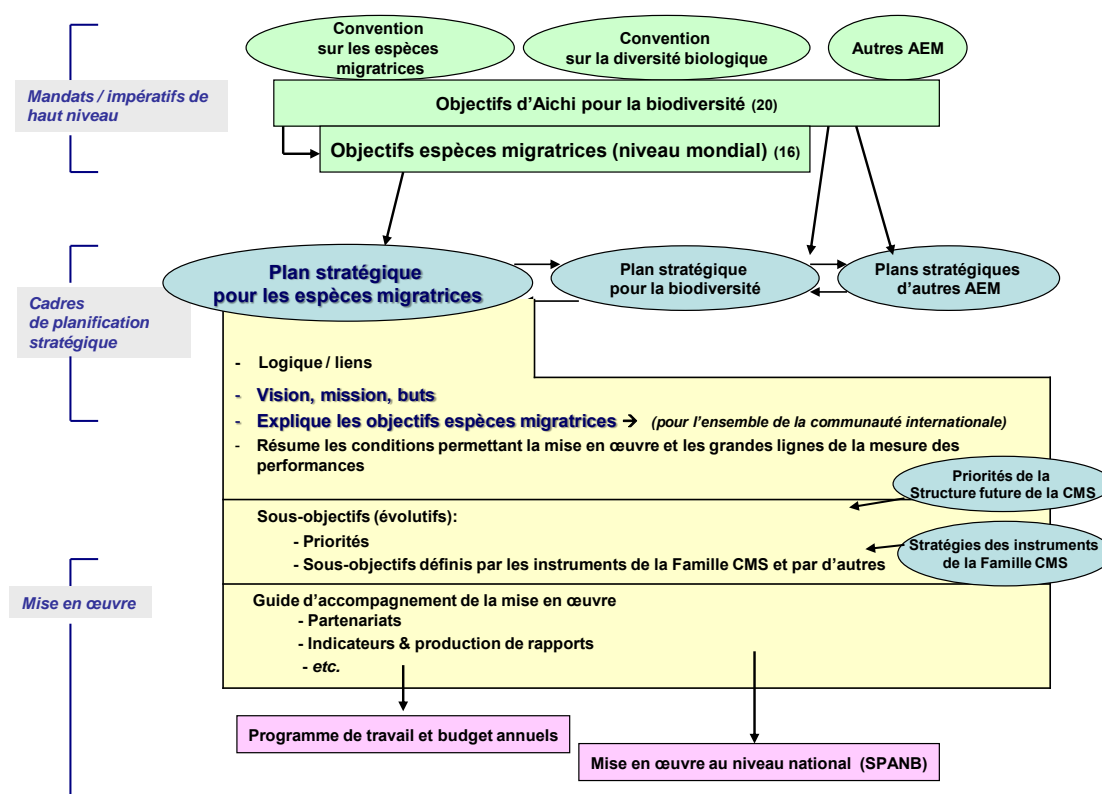 Convention
sur les espèces
migratrices
Convention
sur la diversité biologique
Autres AEM
Mandats / impératifs de
haut niveau
Objectifs d'Aichi pour la biodiversité (20)
Objectifs espèces migratrices (niveau mondial) (16)
Cadres
de planification
stratégique
Plan stratégique
pour les espèces migratrices
Plan stratégique
pour la biodiversité
Plans stratégiques
d'autres AEM
- Logique / liens
- Vision, mission, buts
- Explique les objectifs espèces migratrices → (pour l'ensemble de la communauté internationale)
- Résume les conditions permettant la mise en œuvre et les grandes lignes de la mesure des
performances
Priorités de la
Structure future de la CMS
Sous-objectifs (évolutifs):
- Priorités
- Sous-objectifs définis par les instruments de la Famille CMS et par d'autres
Stratégies des instruments
de la Famille CMS
Mise en œuvre
Guide d'accompagnement de la mise en œuvre
- Partenariats
- Indicateurs & production de rapports
- etc.
Programme de travail et budget annuels
Mise en œuvre au niveau national (SPANB)